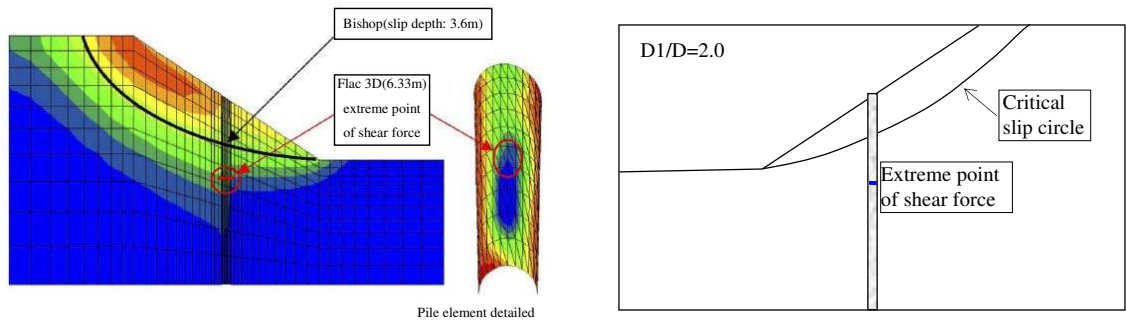 Bishop(slip depth: 3.6m)
Flac 3D(6.33m)
extreme point
of shear force
Pile element detailed
D1/D=2.0
Critical
slip circle
Extreme point
of shear force